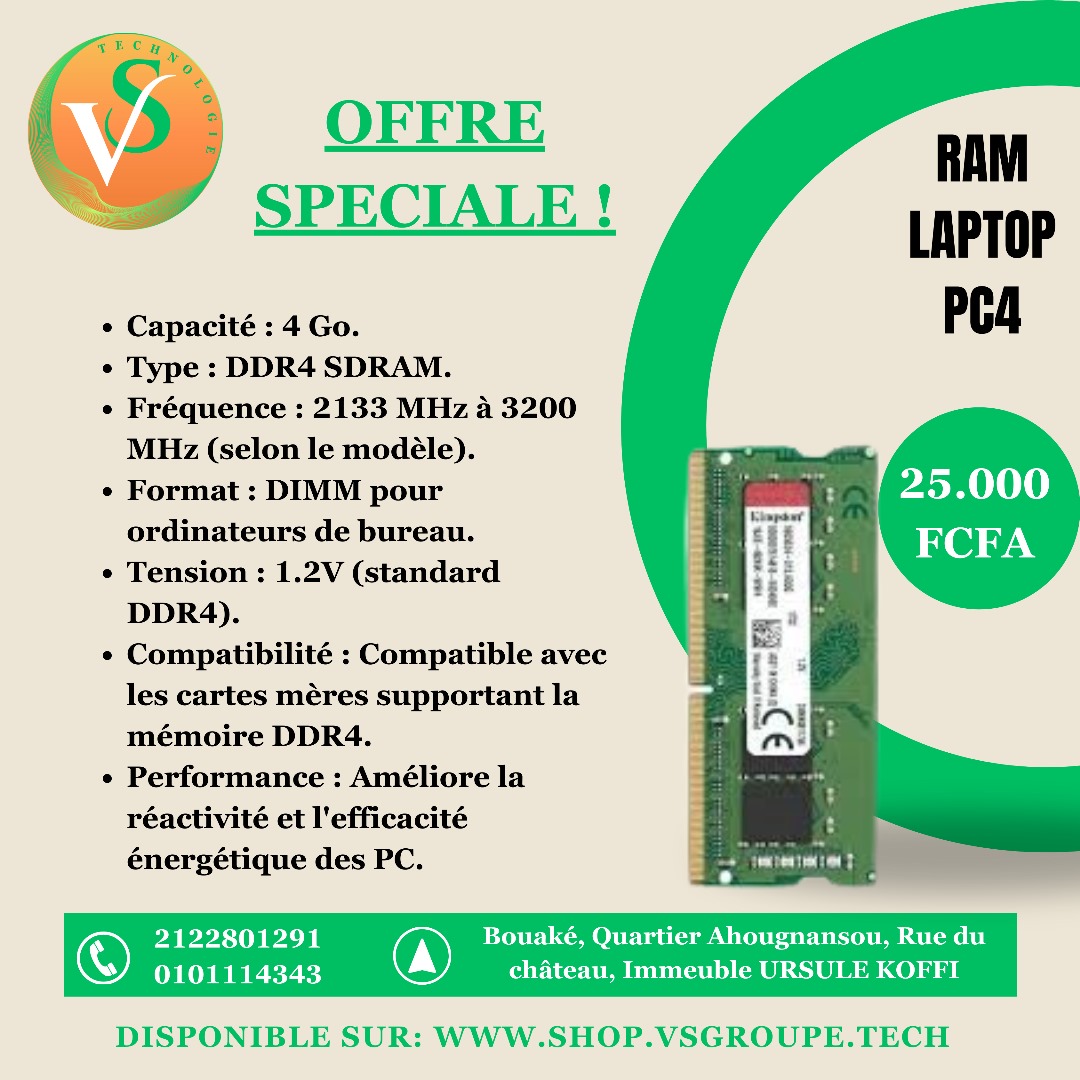 TECHNOLOGIE
VS
OFFRE
SPECIALE !
RAM
LAPTOP
PC4
• Capacité : 4 Go.
• Type : DDR4 SDRAM.
• Fréquence : 2133 MHz à 3200
MHz (selon le modèle).
• Format : DIMM pour
ordinateurs de bureau.
• Tension : 1.2V (standard
DDR4).
• Compatibilité : Compatible avec
les cartes mères supportant la
mémoire DDR4.
• Performance : Améliore la
réactivité et l'efficacité
énergétique des PC.
25.000
FCFA
Kingston
CE
CE
2122801291
0101114343
Bouaké, Quartier Ahougnansou, Rue du
château, Immeuble URSULE KOFFI
DISPONIBLE SUR: WWW.SHOP.VSGROUPE.TECH